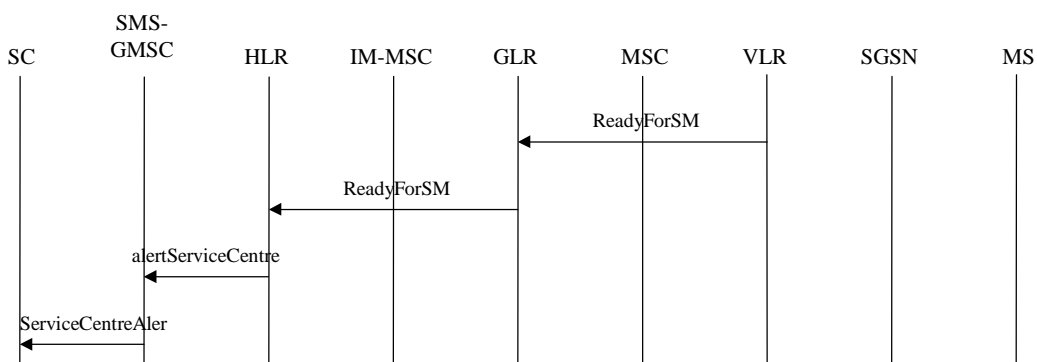 SMS-
GMSC
SC
HLR
IM-MSC
GLR
MSC
VLR
SGSN
MS
ReadyForSM
ReadyForSM
alertServiceCentre
ServiceCentreAler